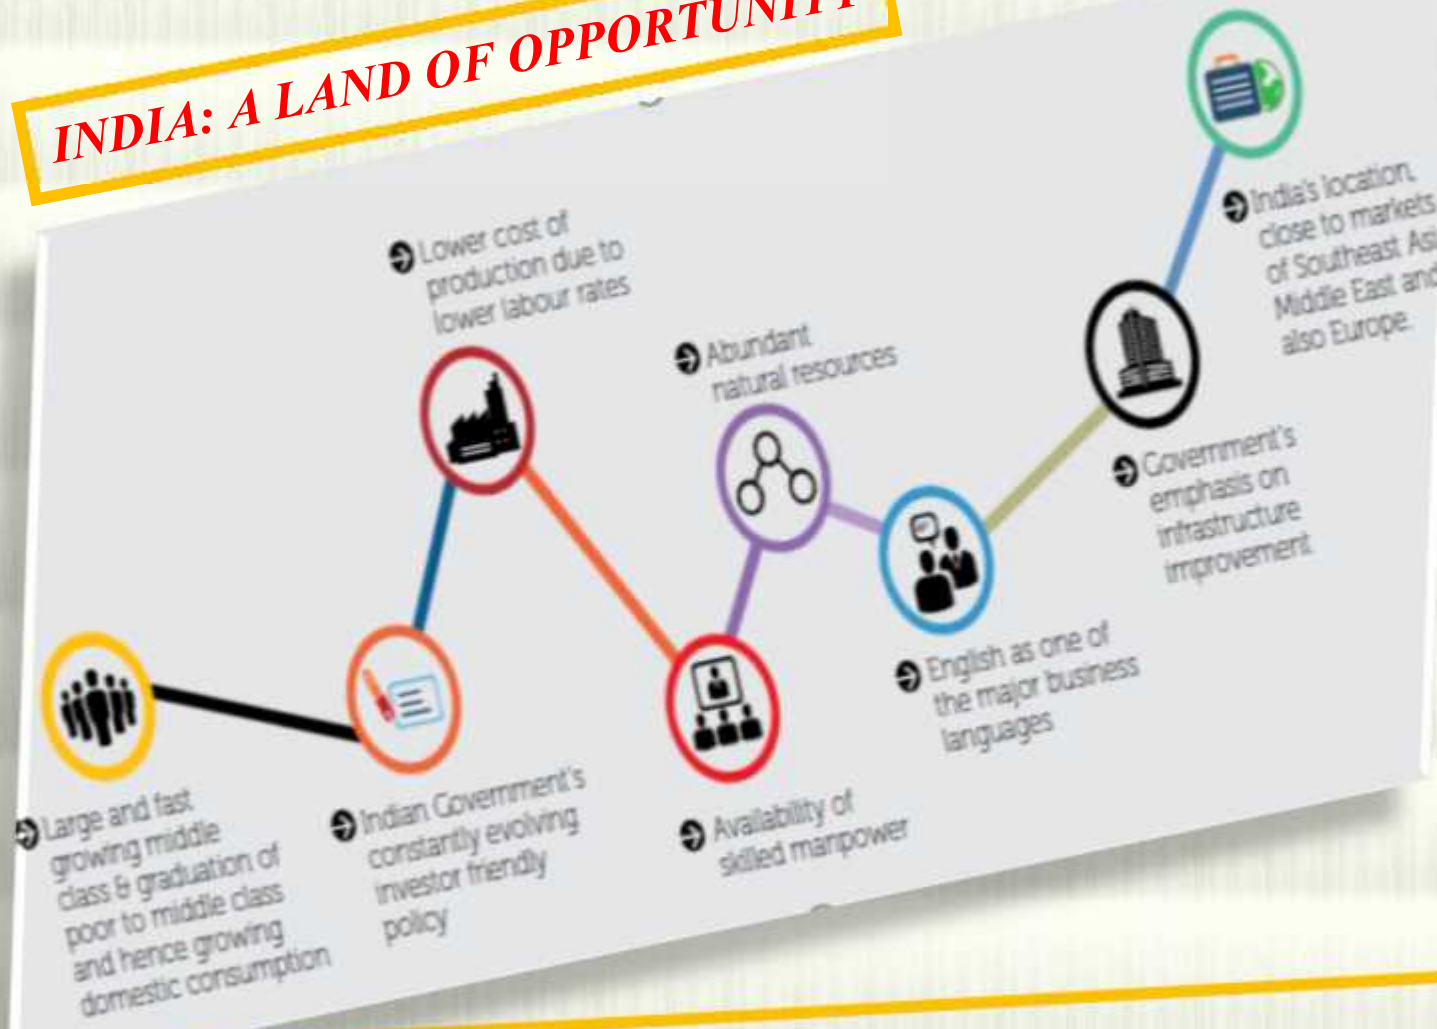 INDIA: A LAND OF OPPORTUNITY
Large and fast
growing middle
class & graduation of
poor to middle class
and hence growing
domestic consumption
Indian Government's
constantly evolving
investor friendly
policy
Lower cost of
production due to
lower labour rates
Availability of
skilled manpower
Abundant
natural resources
English as one of
the major business
languages
Government's
emphasis on
infrastructure
improvement
India's location,
close to markets
of Southeast Asi
Middle East and
also Europe.